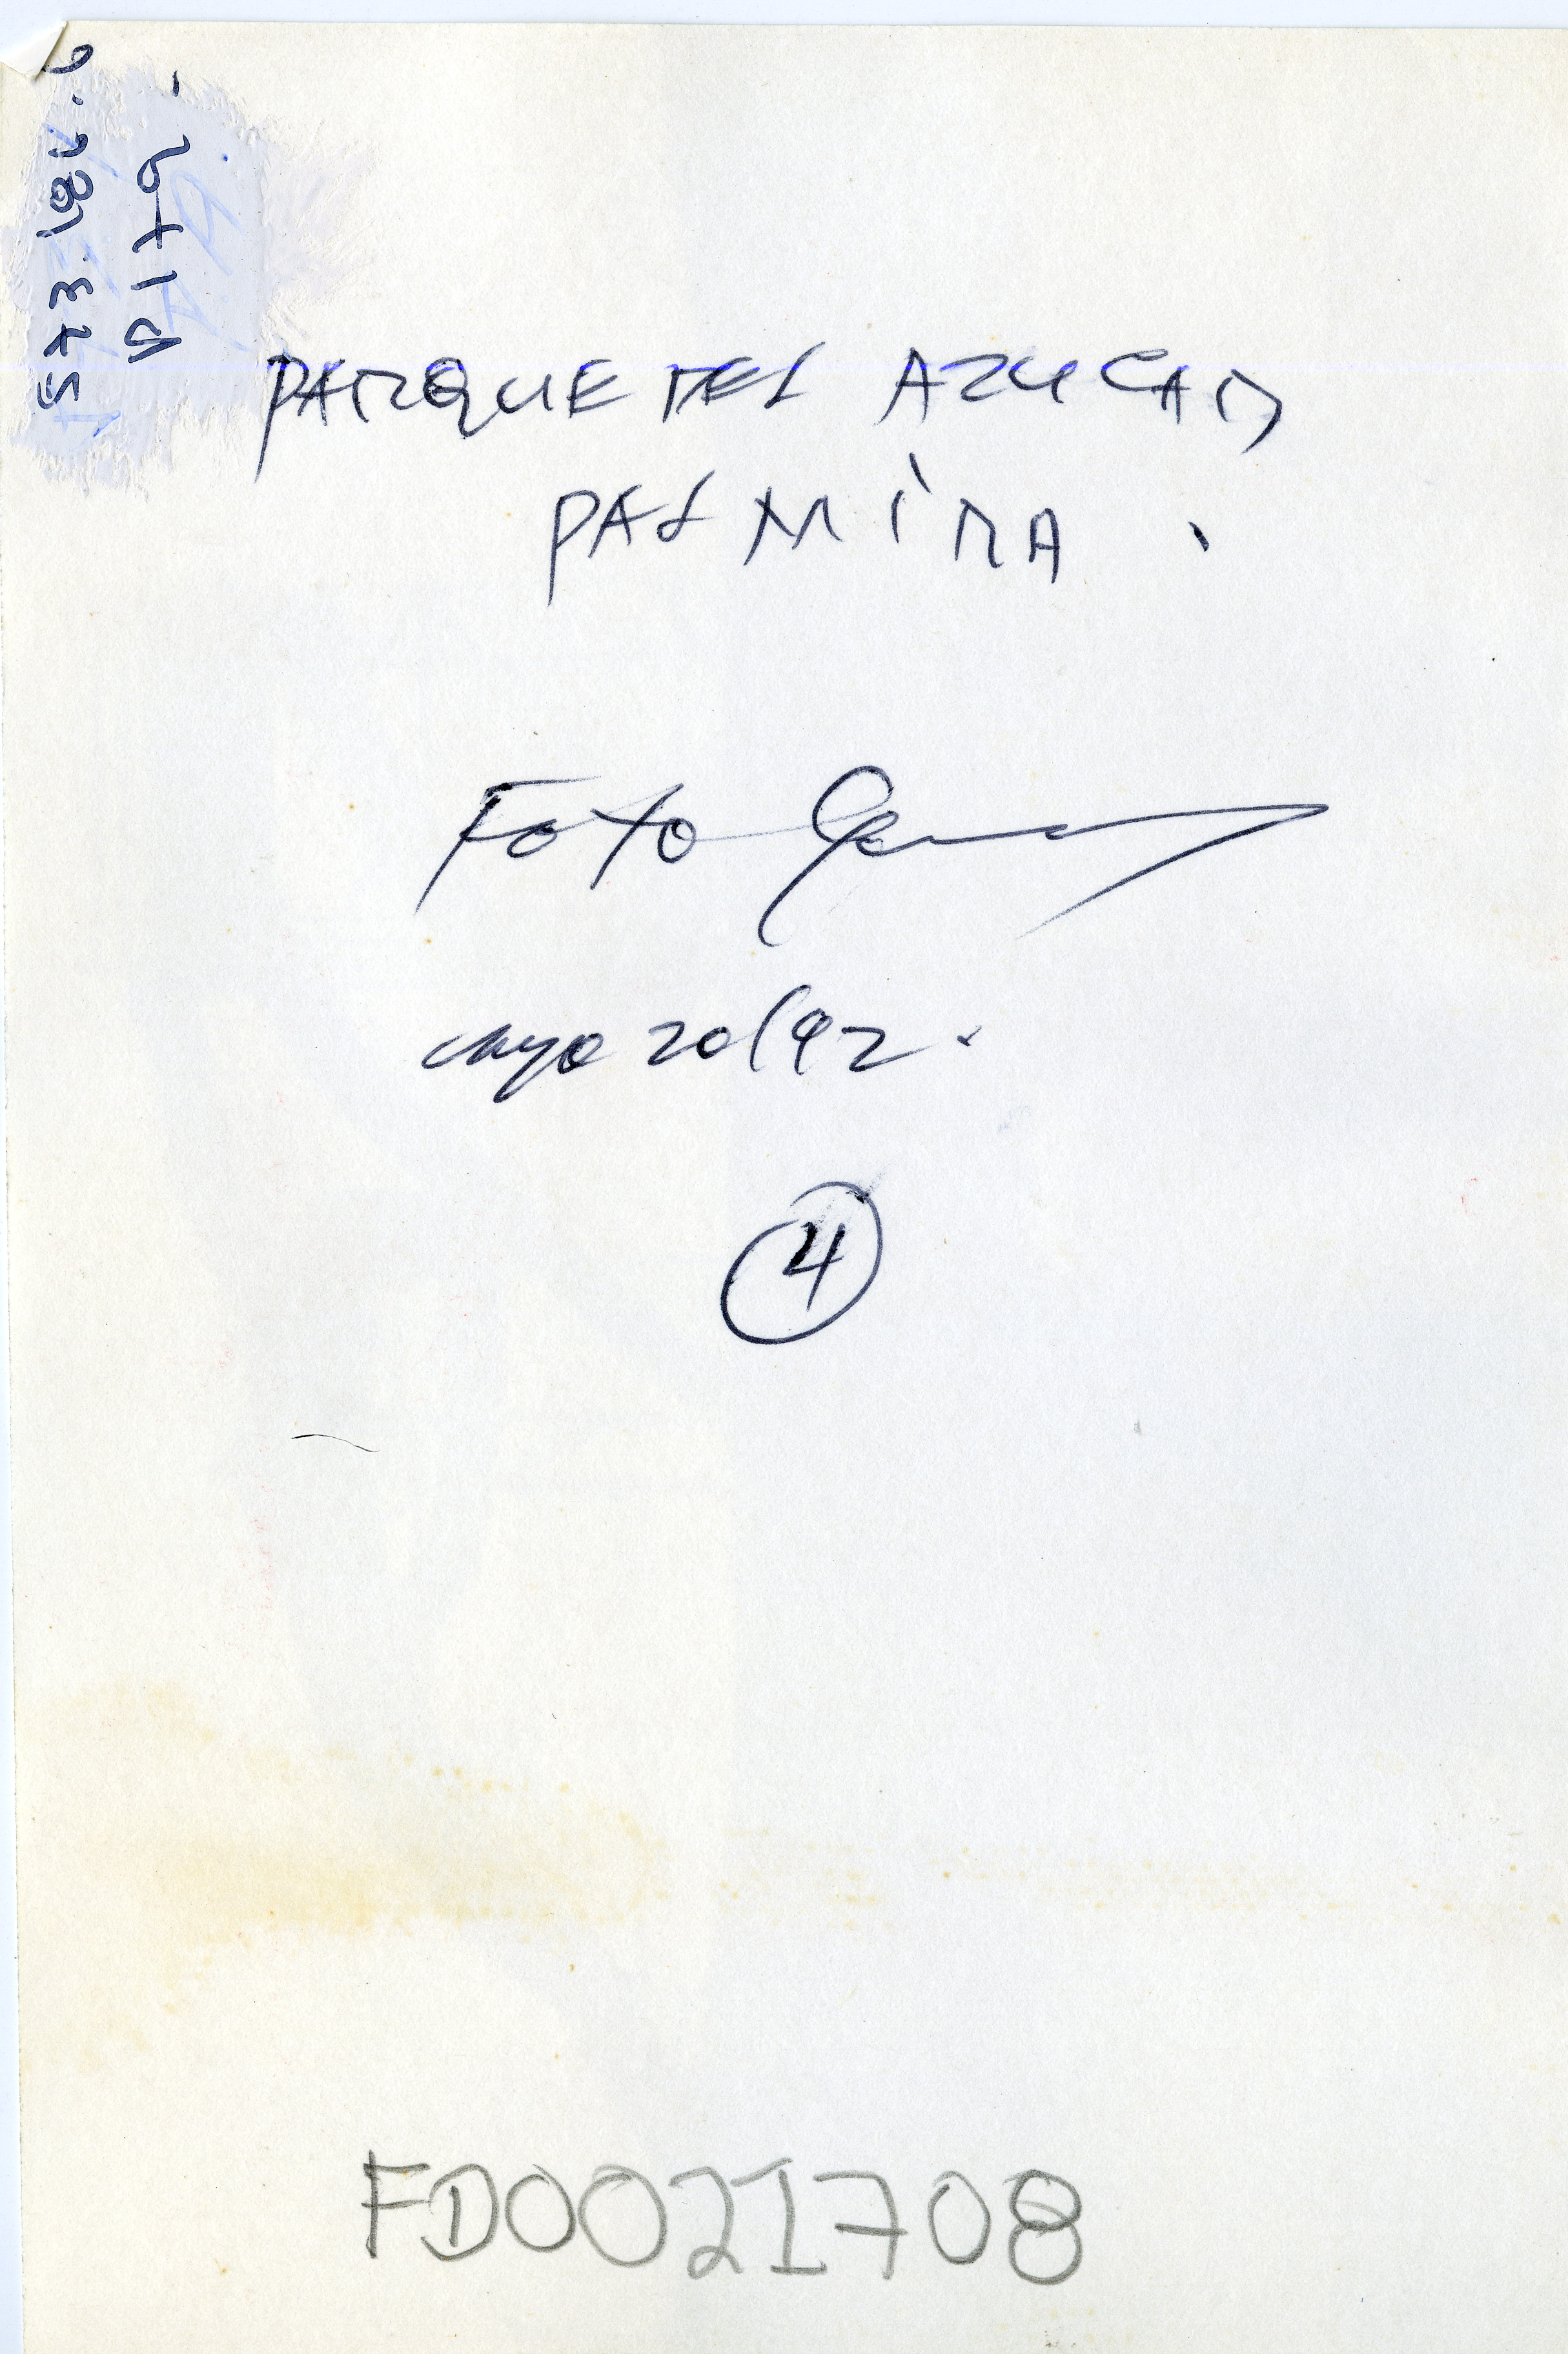 PARQUE DEL AZUCAR
PALMIRA .
Foto
mayo 20/92.
4
FD0021708